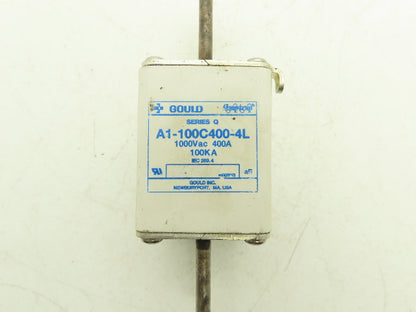 GOULD
SERIES Q
A1-100C400-4L
1000Vac 400A
100KA
IEC 269.4
aR
GOULD INC.
NEWBURYPORT, MA, USA